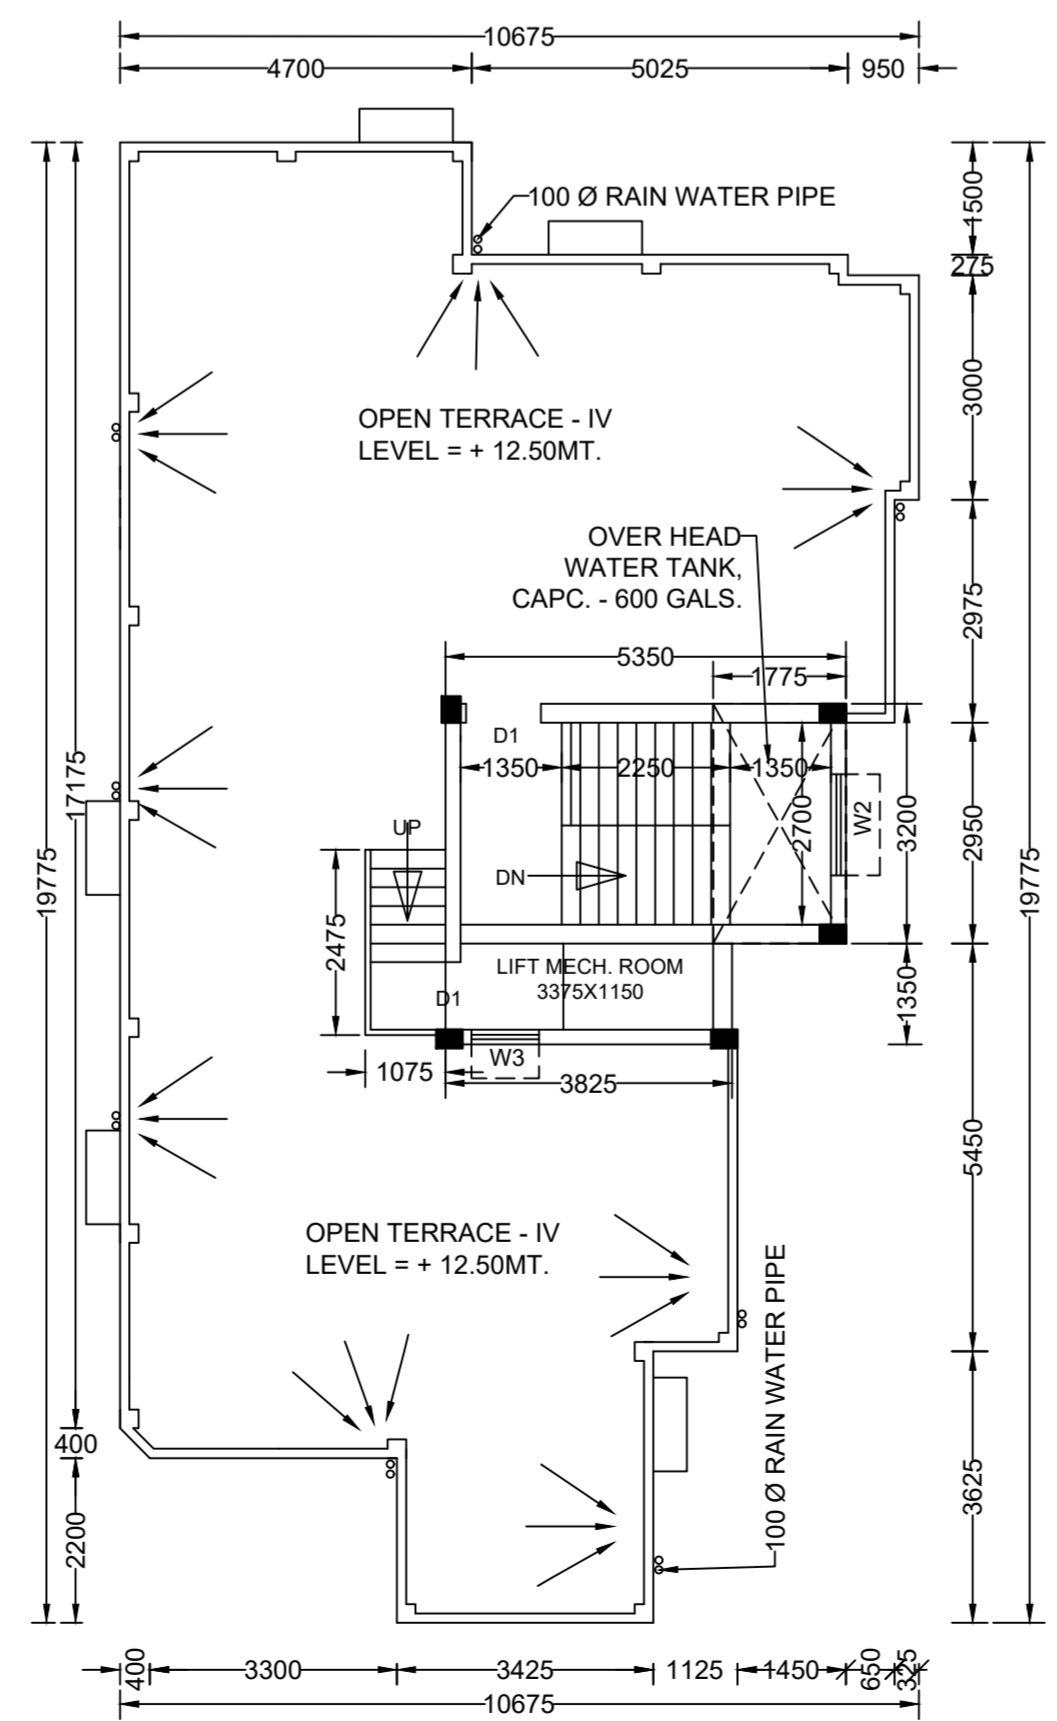 10675
4700
5025
950
100 Ø RAIN WATER PIPE
1500
275
3000
OPEN TERRACE - IV
LEVEL = + 12.50MT.
OVER HEAD
WATER TANK,
CAPC. - 600 GALS.
2975
5350
1775
D1
1350
2250
1350
2700
W2
3200
2950
17175
19775
19775
UP
DN
2475
LIFT MECH. ROOM
3375X1150
D1
1350
W3
1075
3825
5450
OPEN TERRACE - IV
LEVEL = + 12.50MT.
100 Ø RAIN WATER PIPE
400
2200
3625
400
3300
3425
1125
1450
650
325
10675